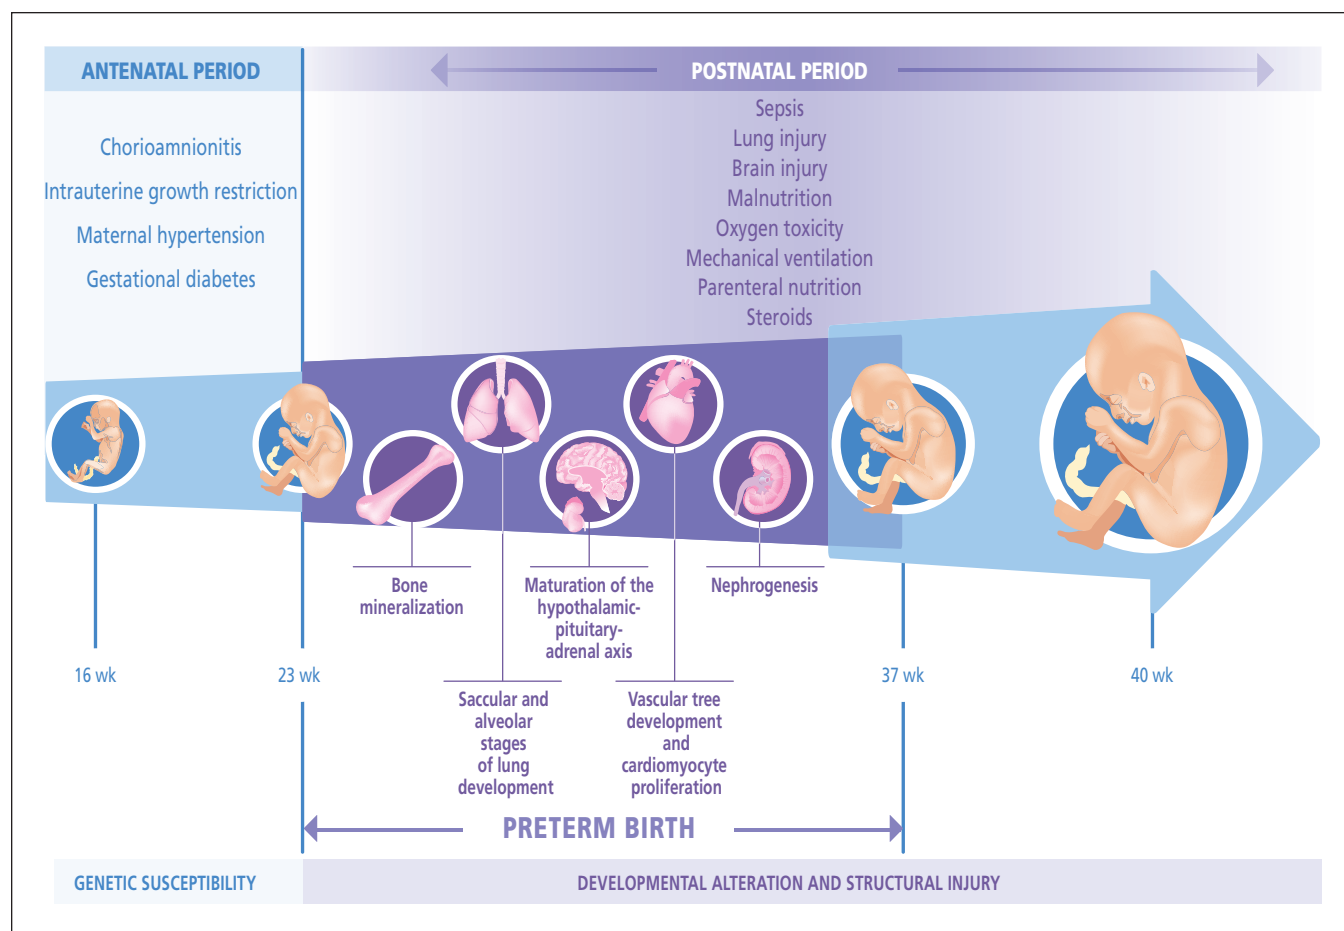 ANTENATAL PERIOD
POSTNATAL PERIOD
Chorioamnionitis
Intrauterine growth restriction
Maternal hypertension
Gestational diabetes
Sepsis
Lung injury
Brain injury
Malnutrition
Oxygen toxicity
Mechanical ventilation
Parenteral nutrition
Steroids
Bone
mineralization
Maturation of the
hypothalamic-
pituitary-
adrenal axis
Nephrogenesis
16 wk
23 wk
37 wk
40 wk
Saccular and
alveolar
stages
of lung
development
Vascular tree
development
and
cardiomyocyte
proliferation
PRETERM BIRTH
GENETIC SUSCEPTIBILITY
DEVELOPMENTAL ALTERATION AND STRUCTURAL INJURY